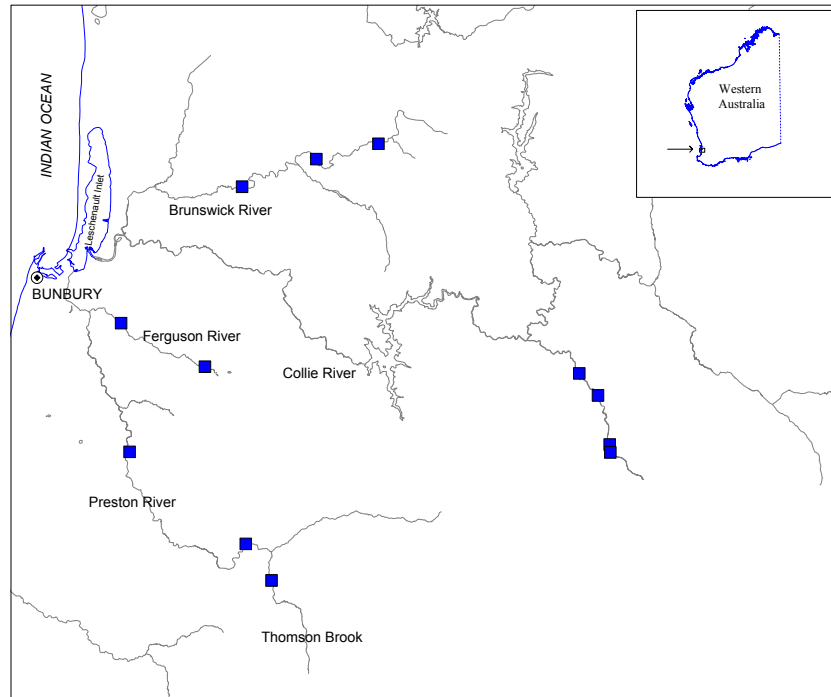 INDIAN OCEAN
Leschenault Inlet
Western
Australia
Brunswick River
BUNBURY
Ferguson River
Collie River
Preston River
Thomson Brook